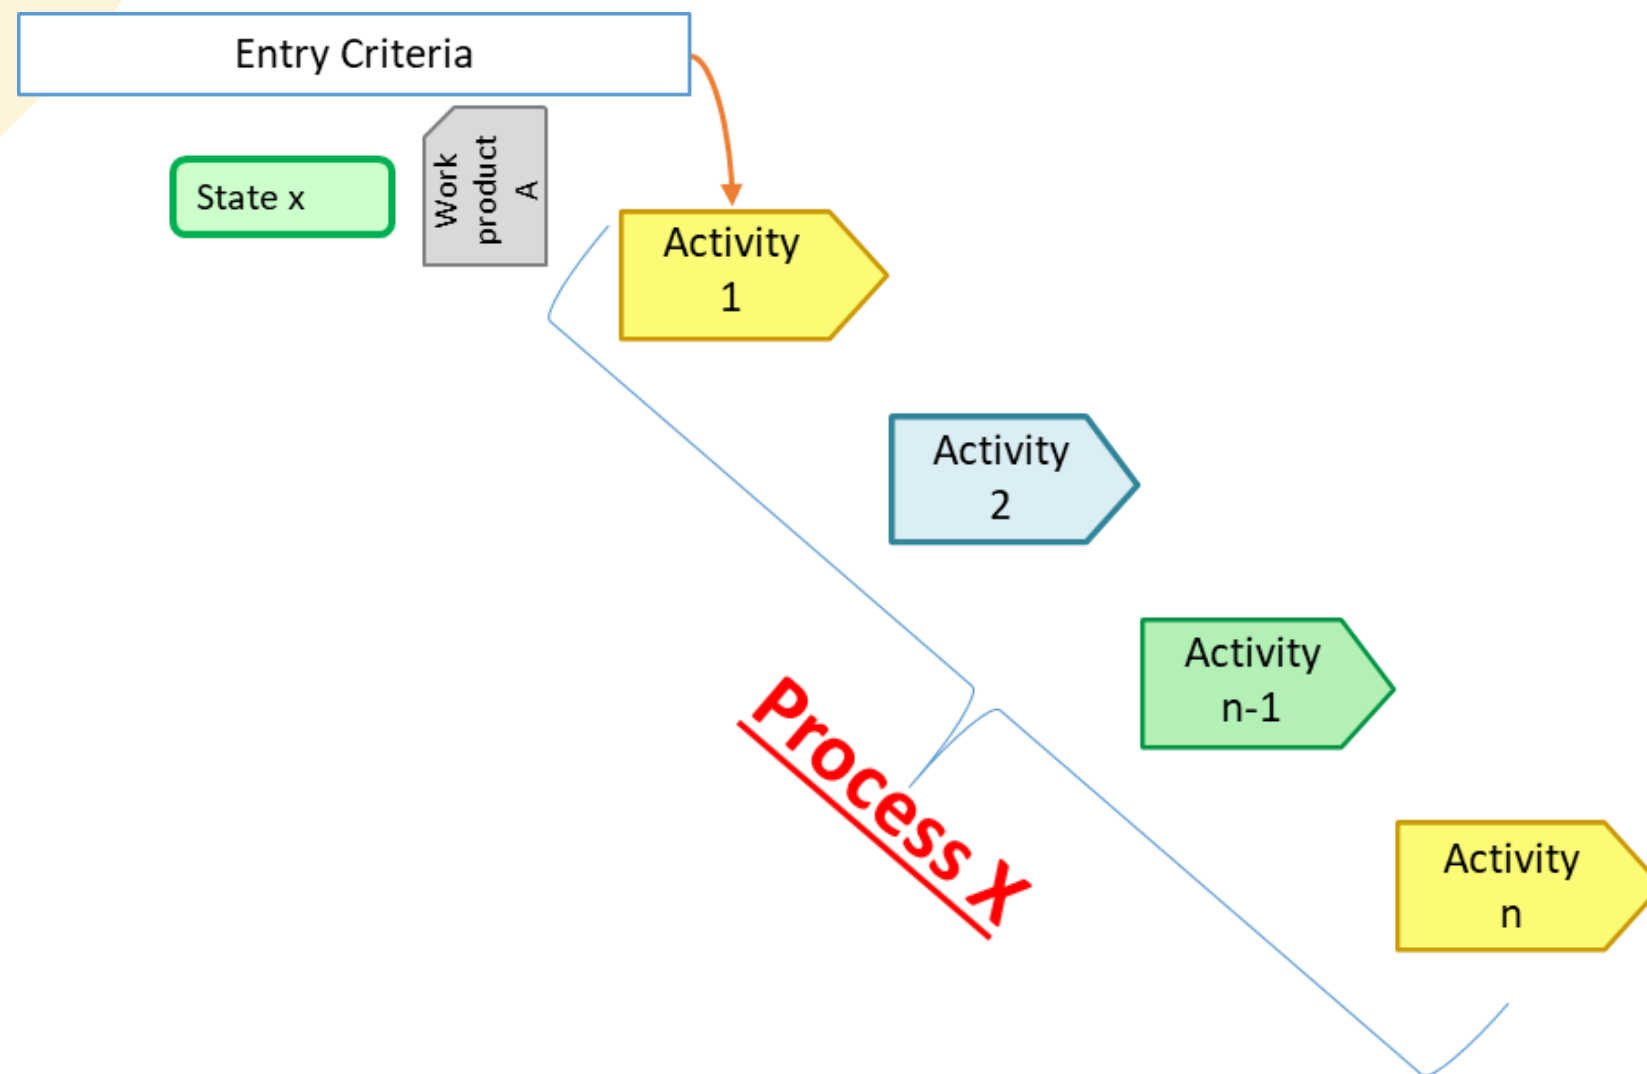 Entry Criteria
State x
Work
product
A
Activity
1
Activity
2
Activity
n-1
Process X
Activity
n